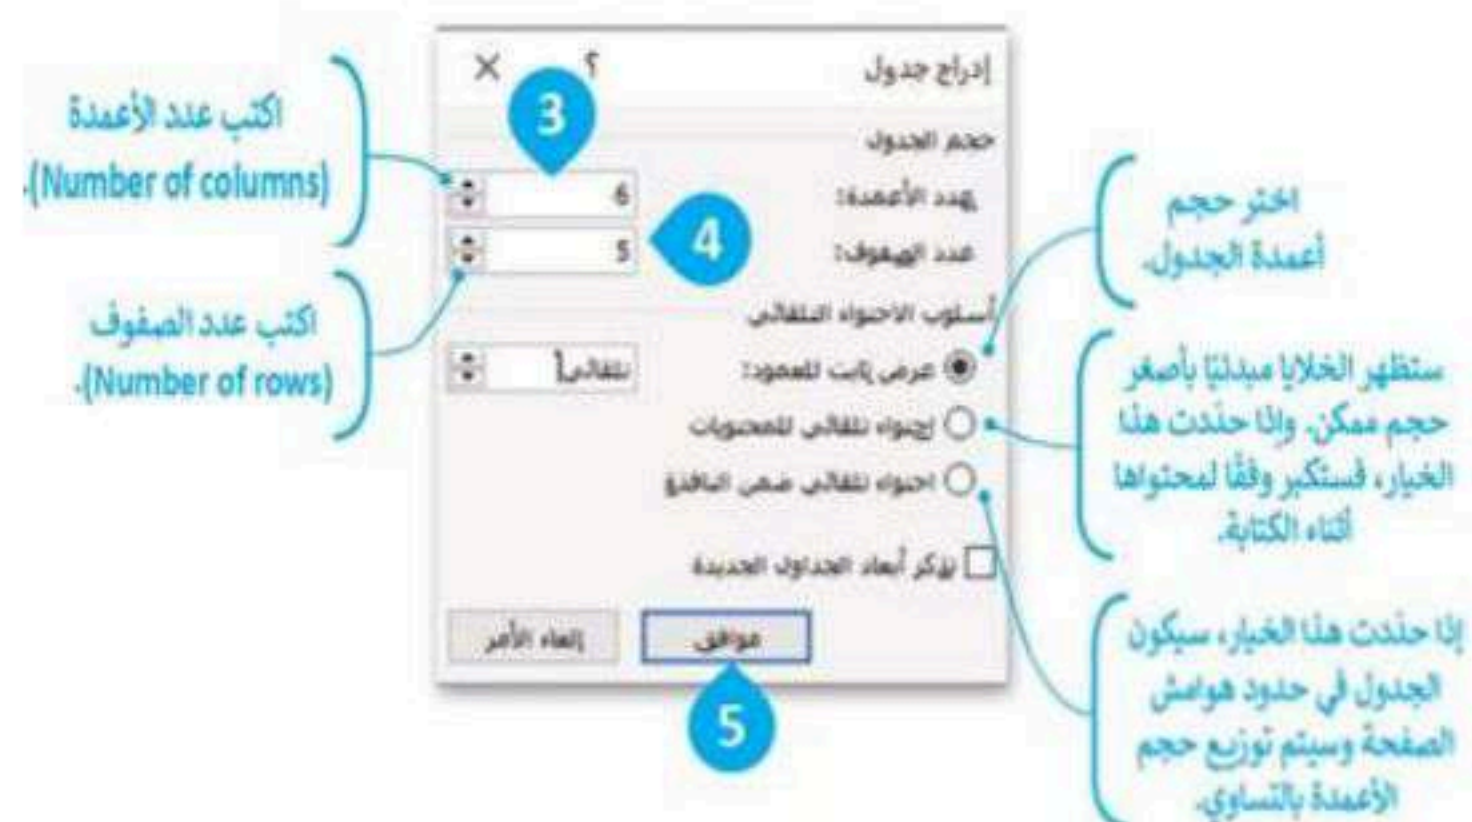 إدراج جدول
؟
×
3
حجم الجدول
عدد الأعمدة:
6
4
عدد الصفوف:
5
أسلوب الاحتواء التلقائي
عرض ثابت للعمود:
تلقائي
احتواء تلقائي للمحتويات
احتواء تلقائي ضمن النافذة
تذكر أبعاد الجداول الجديدة
موافق
إلغاء الأمر
5
اختر حجم
أعمدة الجدول.
ستظهر الخلايا مبدئيًا بأصغر
حجم ممكن. وإذا حددت هذا
الخيار، فستكبر وفقًا لمحتواها
أثناء الكتابة.
إذا حددت هذا الخيار، سيكون
الجدول في حدود هوامش
الصفحة وسيتم توزيع حجم
الأعمدة بالتساوي.
اكتب عدد الأعمدة
(Number of columns).
اكتب عدد الصفوف
(Number of rows).